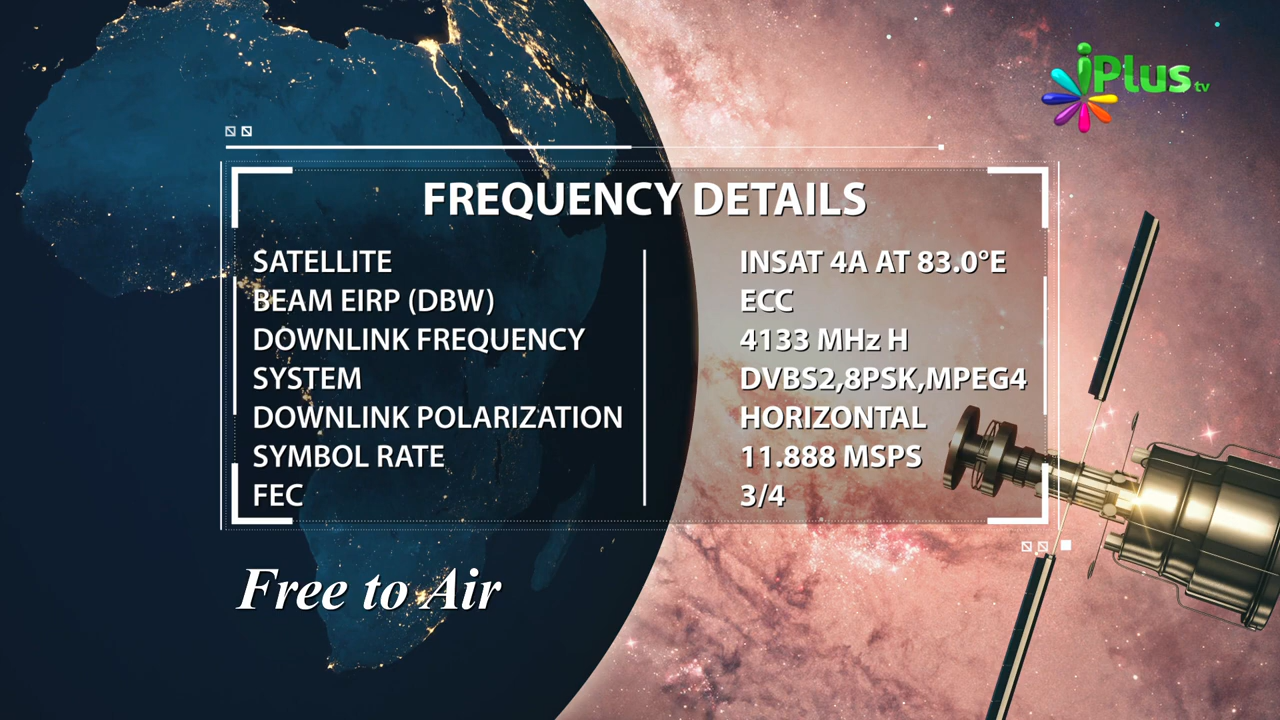 iPlus tv
FREQUENCY DETAILS
SATELLITE INSAT 4A AT 83.0°E
BEAM EIRP (DBW) ECC
DOWNLINK FREQUENCY 4133 MHz H
SYSTEM DVBS2,8PSK,MPEG4
DOWNLINK POLARIZATION HORIZONTAL
SYMBOL RATE 11.888 MSPS
FEC 3/4
Free to Air